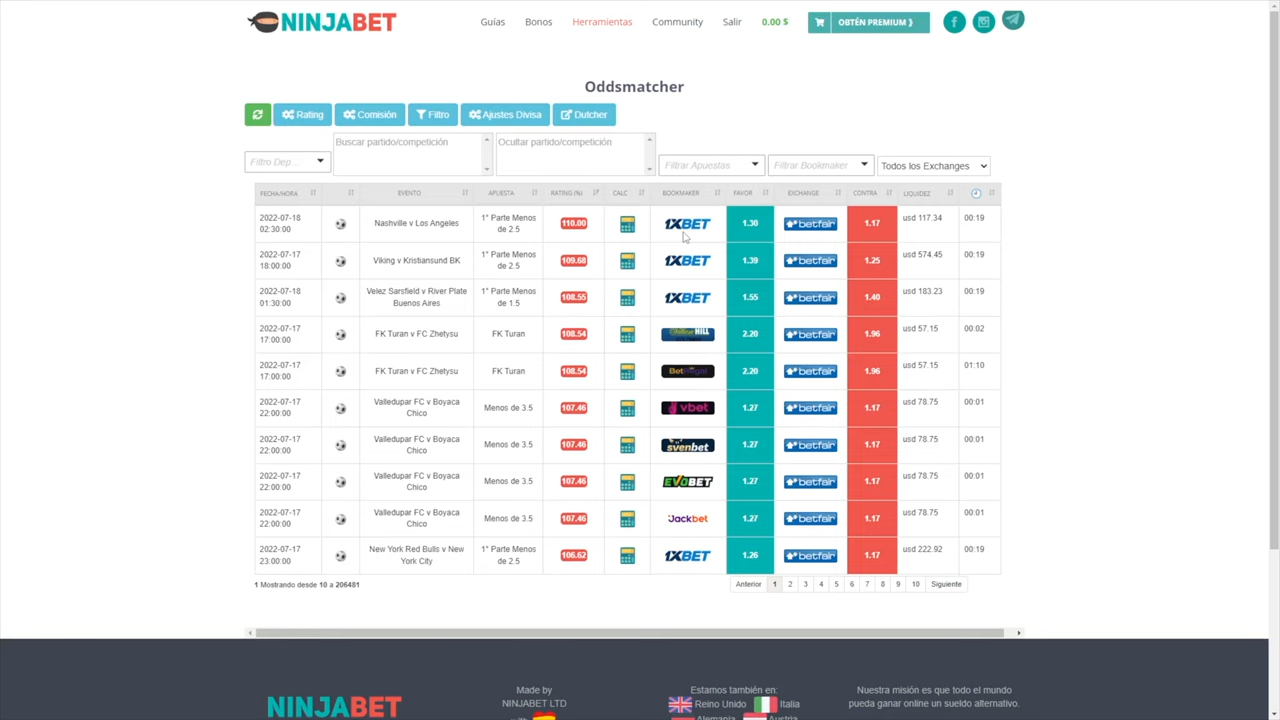 NINJABET
Guías Bonos Herramientas Community Salir 0.00 $ OBTÉN PREMIUM
Oddsmatcher
Rating Comisión Filtro Ajustes Divisa Dutcher
Filtro Dep ... Buscar partido/competición Ocultar partido/competición Filtrar Apuestas Filtrar Bookmaker Todos los Exchanges
FECHA/HORA EVENTO APUESTA RATING (%) CALC BOOKMAKER FAVOR EXCHANGE CONTRA LIQUIDEZ
2022-07-18 02:30:00 Nashville v Los Angeles 1° Parte Menos de 2.5 110.00 1XBET 1.30 betfair 1.17 usd 117.34 00:19
2022-07-17 18:00:00 Viking v Kristiansund BK 1° Parte Menos de 2.5 109.68 1XBET 1.39 betfair 1.25 usd 574.45 00:19
2022-07-18 01:30:00 Velez Sarsfield v River Plate Buenos Aires 1° Parte Menos de 1.5 108.55 1XBET 1.55 betfair 1.40 usd 183.23 00:19
2022-07-17 17:00:00 FK Turan v FC Zhetysu FK Turan 108.54 William HILL 2.20 betfair 1.96 usd 57.15 00:02
2022-07-17 17:00:00 FK Turan v FC Zhetysu FK Turan 108.54 BetRegal 2.20 betfair 1.96 usd 57.15 01:10
2022-07-17 22:00:00 Valledupar FC v Boyaca Chico Menos de 3.5 107.46 vbet 1.27 betfair 1.17 usd 78.75 00:01
2022-07-17 22:00:00 Valledupar FC v Boyaca Chico Menos de 3.5 107.46 svenbet 1.27 betfair 1.17 usd 78.75 00:01
2022-07-17 22:00:00 Valledupar FC v Boyaca Chico Menos de 3.5 107.46 EVOBET 1.27 betfair 1.17 usd 78.75 00:01
2022-07-17 22:00:00 Valledupar FC v Boyaca Chico Menos de 3.5 107.46 Jackbet 1.27 betfair 1.17 usd 78.75 00:01
2022-07-17 23:00:00 New York Red Bulls v New York City 1° Parte Menos de 2.5 106.62 1XBET 1.26 betfair 1.17 usd 222.92 00:19
1 Mostrando desde 10 a 206481 Anterior 1 2 3 4 5 6 7 8 9 10 Siguiente
NINJABET
Made by
NINJABET LTD
with
Estamos también en:
Reino Unido Italia
Alemania Austria
Nuestra misión es que todo el mundo
pueda ganar online un sueldo alternativo.